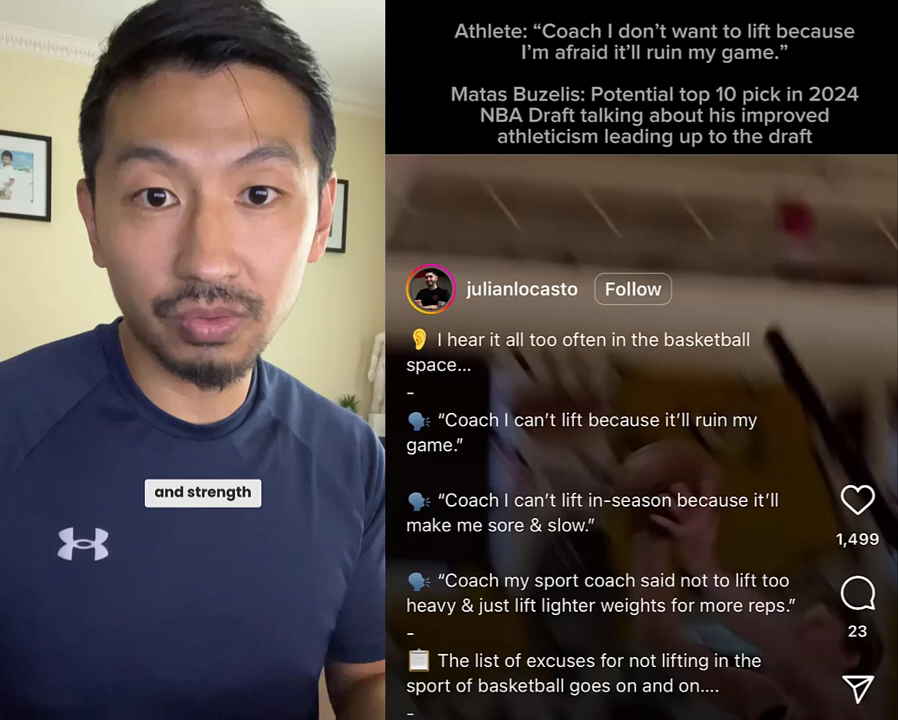 and strength
Athlete: “Coach I don’t want to lift because
I’m afraid it’ll ruin my game.”
Matas Buzelis: Potential top 10 pick in 2024
NBA Draft talking about his improved
athleticism leading up to the draft
julianlocasto Follow
👂 I hear it all too often in the basketball
space...
-
🗣️ “Coach I can’t lift because it’ll ruin my
game.”
🗣️ “Coach I can’t lift in-season because it’ll
make me sore & slow.”
🗣️ “Coach my sport coach said not to lift too
heavy & just lift lighter weights for more reps.”
-
📋 The list of excuses for not lifting in the
sport of basketball goes on and on....
-
1,499
23